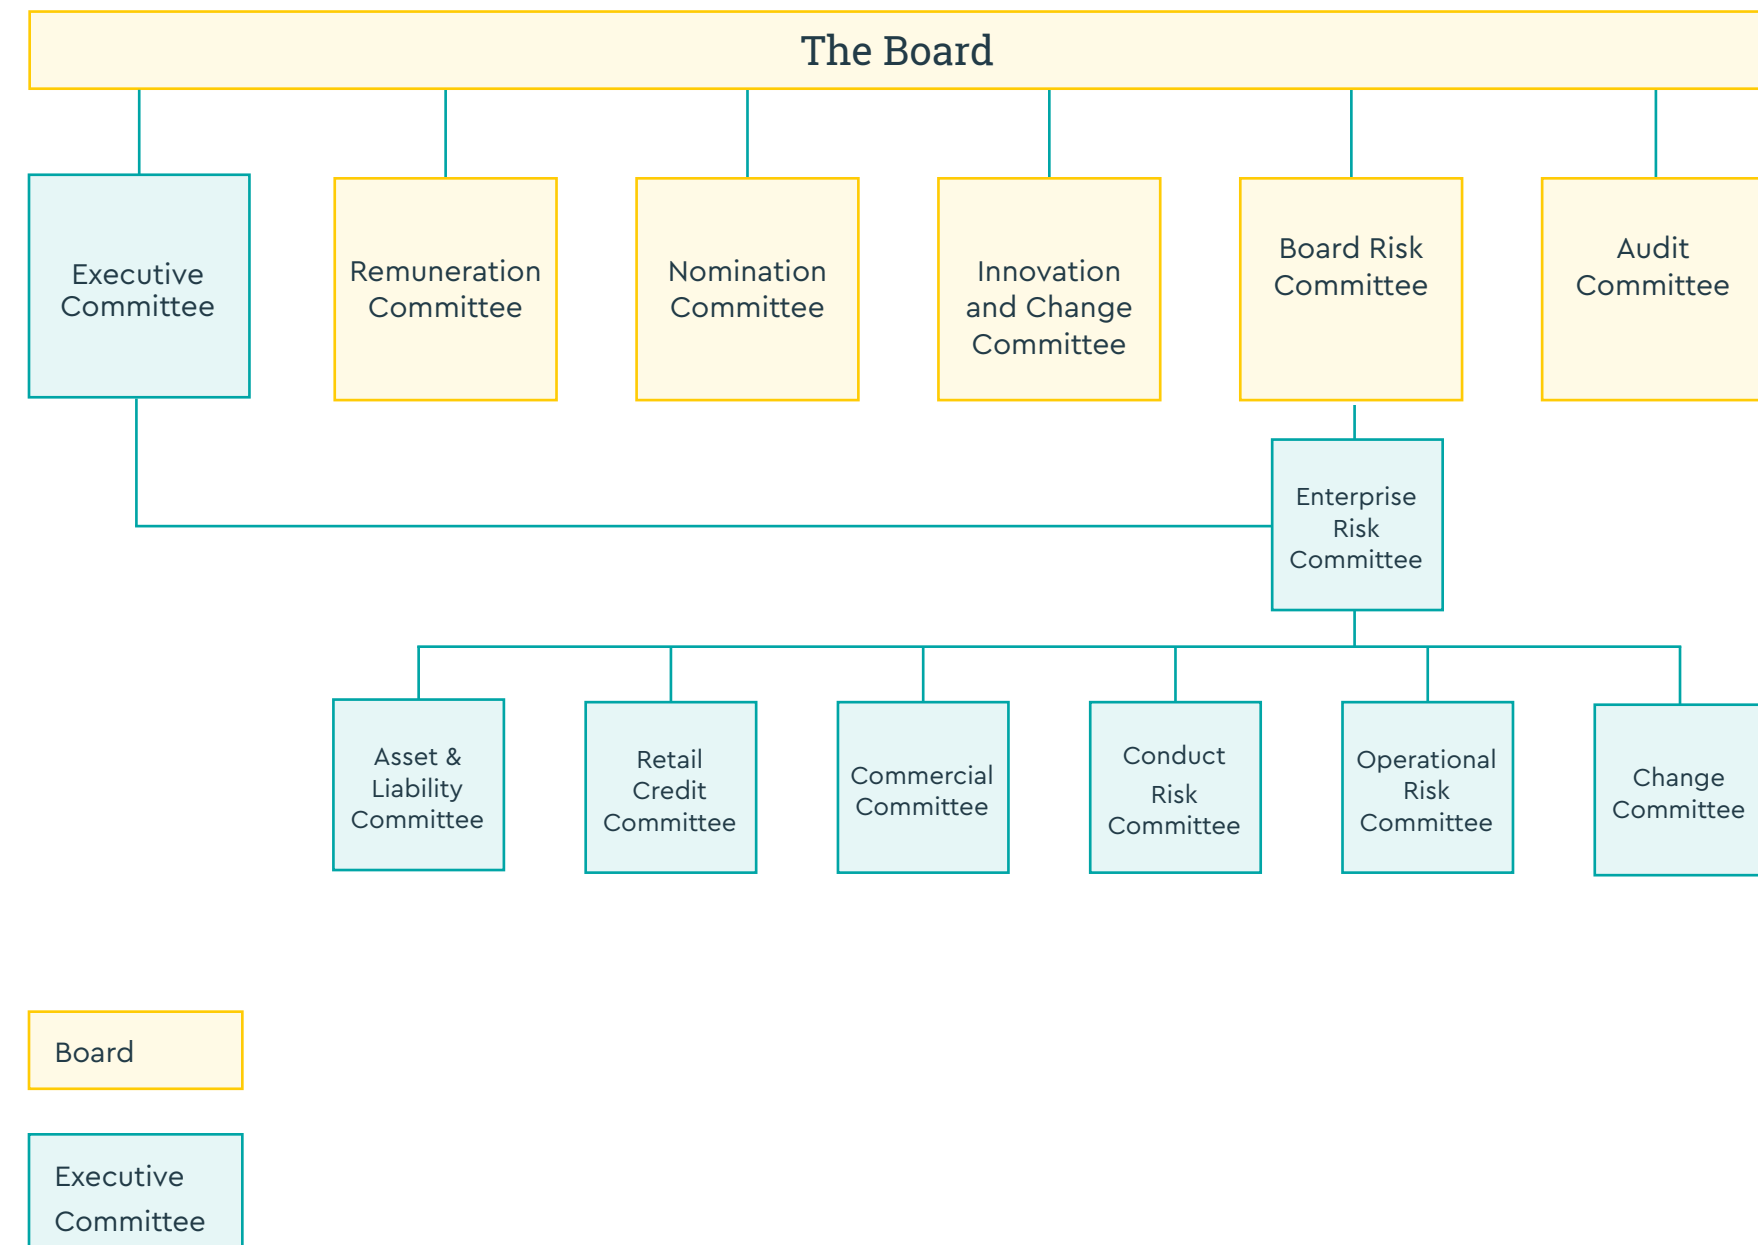 The Board
Executive
Committee
Remuneration
Committee
Nomination
Committee
Innovation
and Change
Committee
Board Risk
Committee
Audit
Committee
Enterprise
Risk
Committee
Asset &
Liability
Committee
Retail
Credit
Committee
Commercial
Committee
Conduct
Risk
Committee
Operational
Risk
Committee
Change
Committee
Board
Executive
Committee